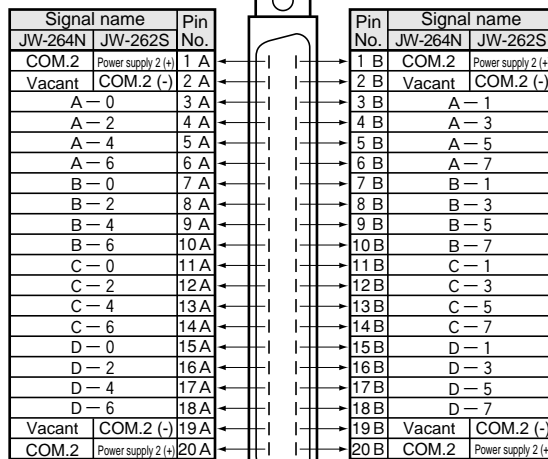 Signal name Pin Pin Signal name
JW-264N JW-262S No. No. JW-264N JW-262S
COM.2 Power supply 2 (+) 1 A 1 B COM.2 Power supply 2 (+
Vacant COM.2 (-) 2 A 2 B Vacant COM.2 (-)
A — 0 3 A 3 B A — 1
A — 2 4 A 4 B A — 3
A — 4 5 A 5 B A — 5
A — 6 6 A 6 B A — 7
B — 0 7 A 7 B B — 1
B — 2 8 A 8 B B — 3
B — 4 9 A 9 B B — 5
B — 6 10 A 10 B B — 7
C — 0 11 A 11 B C — 1
C — 2 12 A 12 B C — 3
C — 4 13 A 13 B C — 5
C — 6 14 A 14 B C — 7
D — 0 15 A 15 B D — 1
D — 2 16 A 16 B D — 3
D — 4 17 A 17 B D — 5
D — 6 18 A 18 B D — 7
Vacant COM.2 (-) 19 A 19 B Vacant COM.2 (-)
COM.2 Power supply 2 (+) 20 A 20 B COM.2 Power supply 2 (+